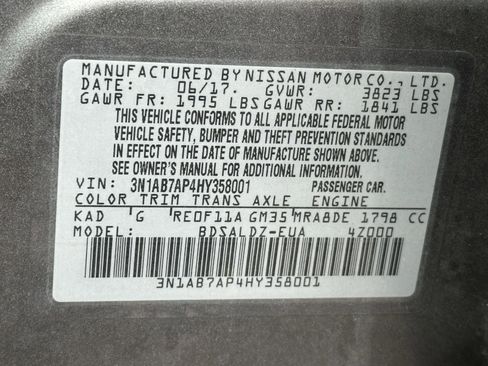 MANUFACTURED BY NISSAN MOTOR CO., LTD.
DATE: 06/17. GVWR: 3823 LBS
GAWR FR: 1995 LBS GAWR RR: 1841 LBS
THIS VEHICLE CONFORMS TO ALL APPLICABLE FEDERAL MOTOR
VEHICLE SAFETY, BUMPER AND THEFT PREVENTION STANDARDS
IN EFFECT ON THE DATE OF MANUFACTURE SHOWN ABOVE.
SEE OWNER'S MANUAL FOR ADDITIONAL INFORMATION.
VIN: 3N1AB7AP4HY358001 PASSENGER CAR.
COLOR TRIM TRANS AXLE ENGINE
KAD G RE0F11A GM35 MRA8DE 1798 CC
MODEL: BDSALDZ-EUA 4Z000
3N1AB7AP4HY358001